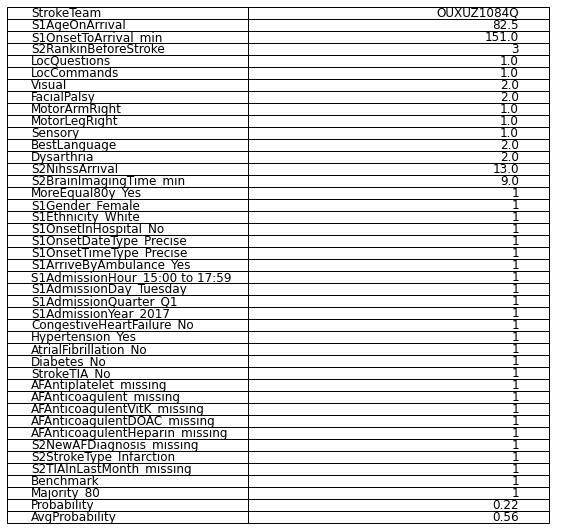 StrokeTeam OUXUZ1084Q
S1AgeOnArrival 82.5
S1OnsetToArrival_min 151.0
S2RankinBeforeStroke 3
LocQuestions 1.0
LocCommands 1.0
Visual 2.0
FacialPalsy 2.0
MotorArmRight 1.0
MotorLegRight 1.0
Sensory 1.0
BestLanguage 2.0
Dysarthria 2.0
S2NihssArrival 13.0
S2BrainImagingTime_min 9.0
MoreEqual80y_Yes 1
S1Gender_Female 1
S1Ethnicity_White 1
S1OnsetInHospital_No 1
S1OnsetDateType_Precise 1
S1OnsetTimeType_Precise 1
S1ArriveByAmbulance_Yes 1
S1AdmissionHour_15:00 to 17:59 1
S1AdmissionDay_Tuesday 1
S1AdmissionQuarter_Q1 1
S1AdmissionYear_2017 1
CongestiveHeartFailure_No 1
Hypertension_Yes 1
AtrialFibrillation_No 1
Diabetes_No 1
StrokeTIA_No 1
AFAntiplatelet_missing 1
AFAnticoagulent_missing 1
AFAnticoagulentVitK_missing 1
AFAnticoagulentDOAC_missing 1
AFAnticoagulentHeparin_missing 1
S2NewAFDiagnosis_missing 1
S2StrokeType_Infarction 1
S2TIAInLastMonth_missing 1
Benchmark 1
Majority_80 1
Probability 0.22
AvgProbability 0.56